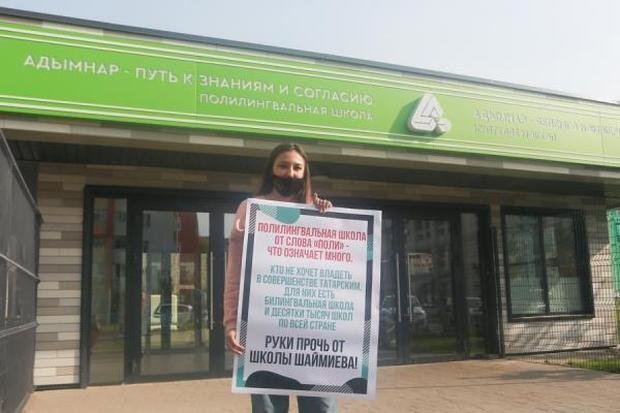 АДЫМНАР - ПУТЬ К ЗНАНИЯМ И СОГЛАСИЮ
ПОЛИЛИНГВАЛЬНАЯ ШКОЛА
АДЫМНАР -
ПОЛИЛИНГВАЛЬНАЯ ШКОЛА
ОТ СЛОВА «ПОЛИ» -
ЧТО ОЗНАЧАЕТ МНОГО.
КТО НЕ ХОЧЕТ ВЛАДЕТЬ
В СОВЕРШЕНСТВЕ ТАТАРСКИМ,
ДЛЯ НИХ ЕСТЬ
БИЛИНГВАЛЬНАЯ ШКОЛА
И ДЕСЯТКИ ТЫСЯЧ ШКОЛ
ПО ВСЕЙ СТРАНЕ
РУКИ ПРОЧЬ ОТ
ШКОЛЫ ШАЙМИЕВА!